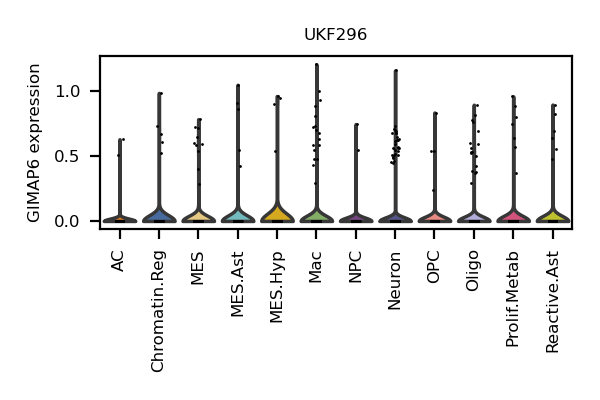 UKF296
GIMAP6 expression
1.0
0.5
0.0
AC
Chromatin.Reg
MES
MES.Ast
MES.Hyp
Mac
NPC
Neuron
OPC
Oligo
Prolif.Metab
Reactive.Ast